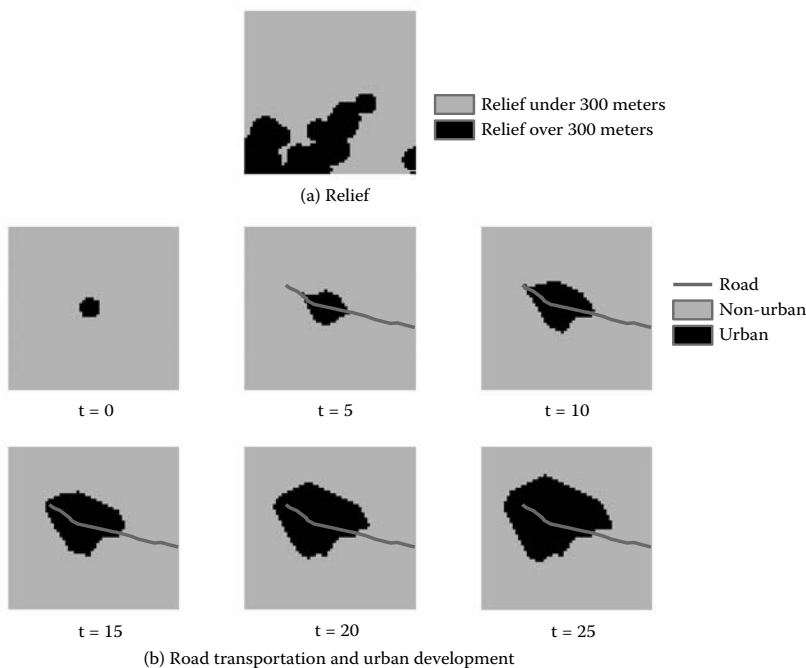 Relief under 300 meters
Relief over 300 meters
(a) Relief
Road
Non-urban
Urban
t = 0
t = 5
t = 10
t = 15
t = 20
t = 25
(b) Road transportation and urban development